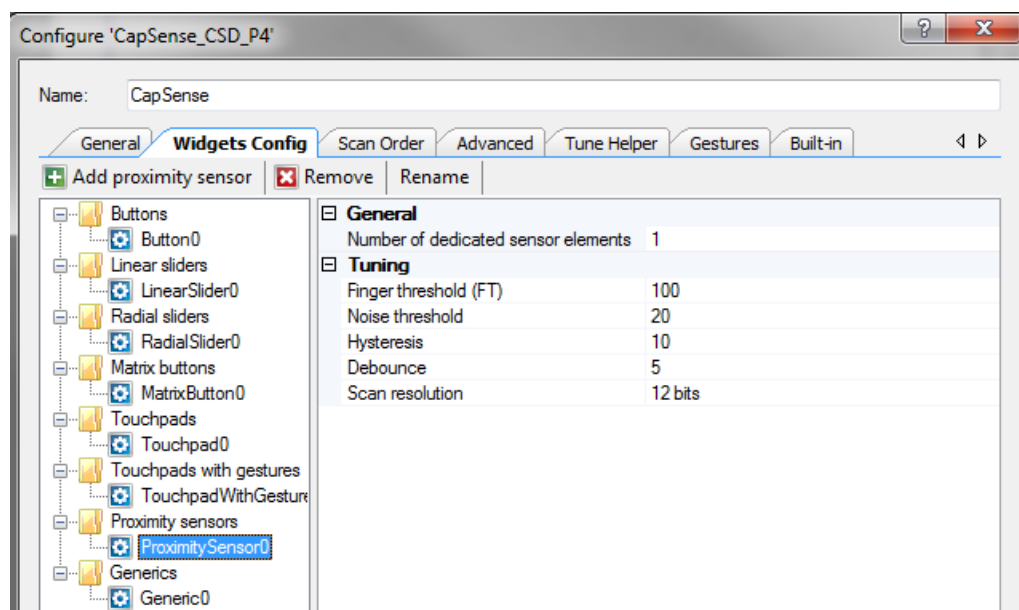 Configure 'CapSense_CSD_P4'
Name: CapSense
General Widgets Config Scan Order Advanced Tune Helper Gestures Built-in
Add proximity sensor Remove Rename
Buttons
Button0
Linear sliders
LinearSlider0
Radial sliders
RadialSlider0
Matrix buttons
MatrixButton0
Touchpads
Touchpad0
Touchpads with gestures
TouchpadWithGesture
Proximity sensors
ProximitySensor0
Generics
Generic0
General
Number of dedicated sensor elements 1
Tuning
Finger threshold (FT) 100
Noise threshold 20
Hysteresis 10
Debounce 5
Scan resolution 12 bits